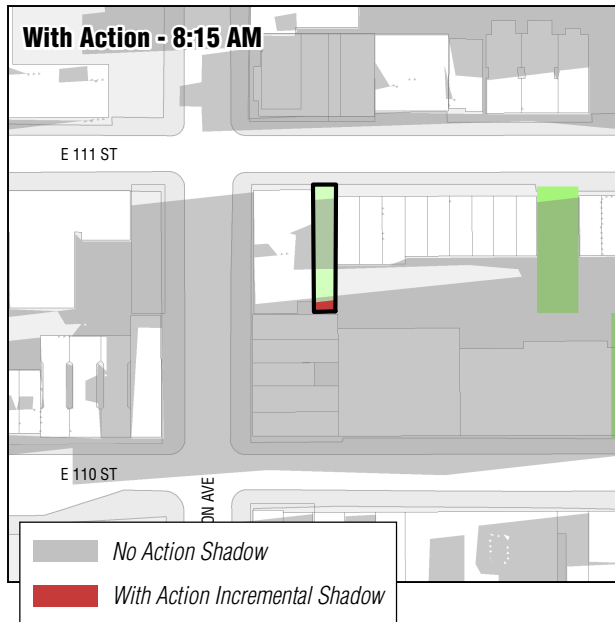 With Action - 8:15 AM
E 111 ST
E 110 ST
ON AVE
No Action Shadow
With Action Incremental Shadow